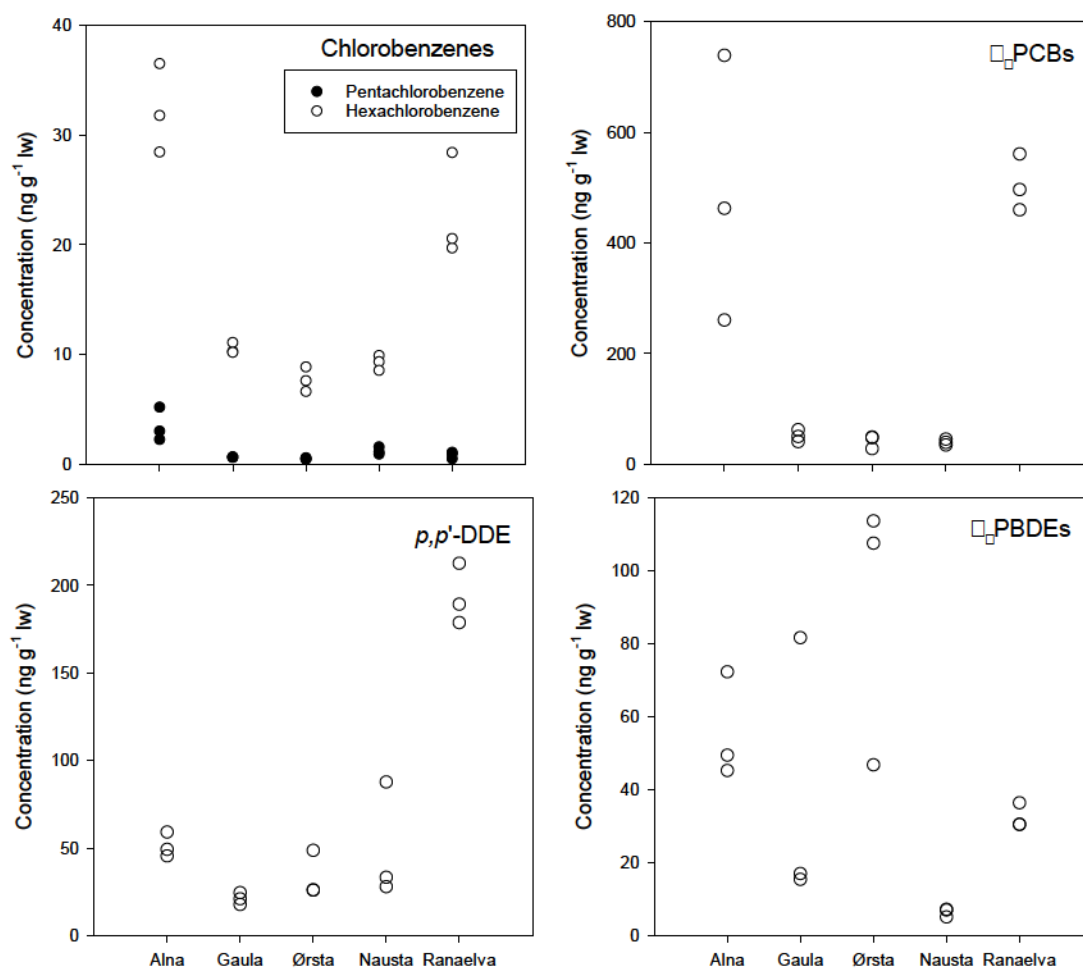 Chlorobenzenes
Pentachlorobenzene
Hexachlorobenzene
Concentration (ng g⁻¹ lw)
40
30
20
10
0
□□PCBs
Concentration (ng g⁻¹ lw)
800
600
400
200
0
p,p'-DDE
Concentration (ng g⁻¹ lw)
250
200
150
100
50
0
Alna Gaula Ørsta Nausta Ranaelva
□□PBDEs
Concentration (ng g⁻¹ lw)
120
100
80
60
40
20
0
Alna Gaula Ørsta Nausta Ranaelva